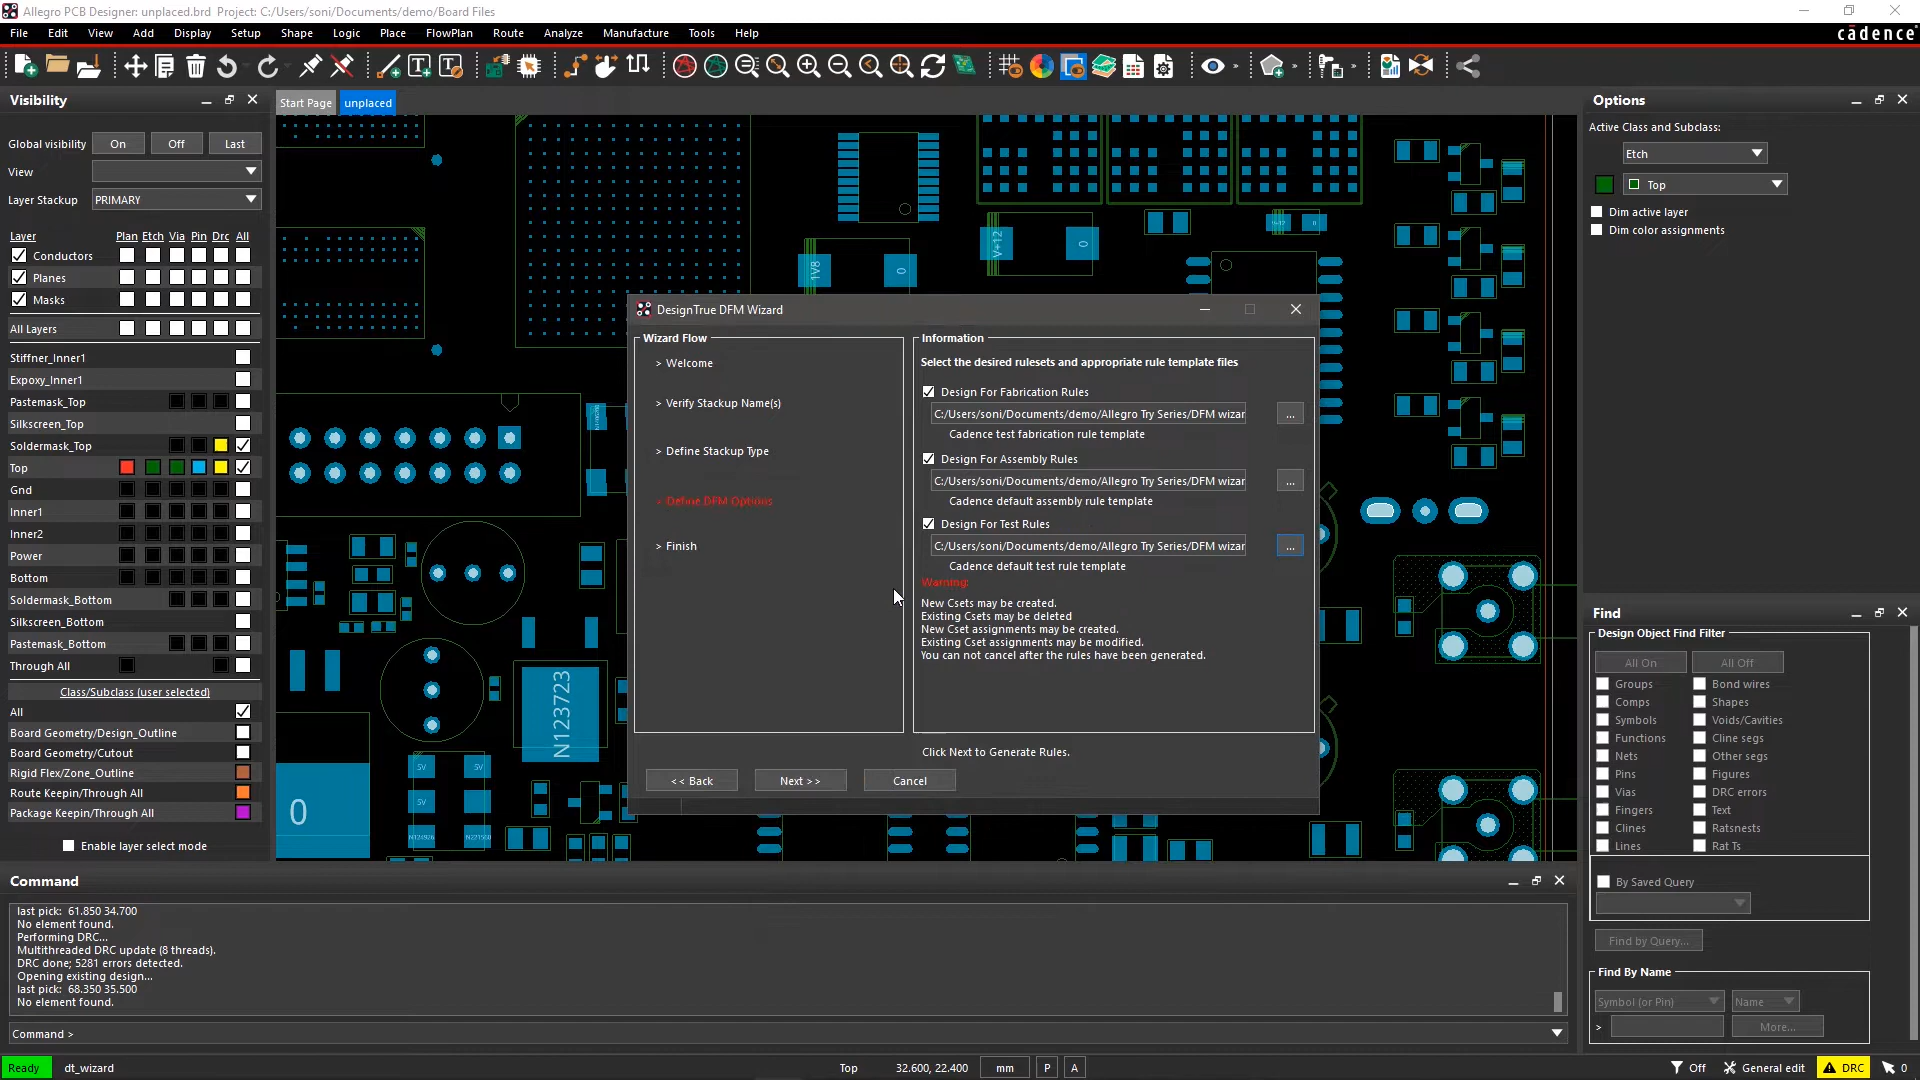 Allegro PCB Designer: unplaced.brd  Project: C:/Users/soni/Documents/demo/Board Files
File Edit View Add Display Setup Shape Logic Place FlowPlan Route Analyze Manufacture Tools Help
cadence
Visibility
Start Page unplaced
Options
Global visibility On Off Last
View
Layer Stackup PRIMARY
Layer Plan Etch Via Pin Drc All
Conductors
Planes
Masks
All Layers
Stiffner_Inner1
Expoxy_Inner1
Pastemask_Top
Silkscreen_Top
Soldermask_Top
Top
Gnd
Inner1
Inner2
Power
Bottom
Soldermask_Bottom
Silkscreen_Bottom
Pastemask_Bottom
Through All
Class/Subclass (user selected)
All
Board Geometry/Design_Outline
Board Geometry/Cutout
Rigid Flex/Zone_Outline
Route Keepin/Through All
Package Keepin/Through All
Enable layer select mode
1V8
0
V+12
0
V+12
0
N123723
0
5V 5V
5V
DesignTrue DFM Wizard
Wizard Flow
> Welcome
> Verify Stackup Name(s)
> Define Stackup Type
> Define DFM Options
> Finish
Information
Select the desired rulesets and appropriate rule template files
Design For Fabrication Rules
C:/Users/soni/Documents/demo/Allegro Try Series/DFM wizar ...
Cadence test fabrication rule template
Design For Assembly Rules
C:/Users/soni/Documents/demo/Allegro Try Series/DFM wizar ...
Cadence default assembly rule template
Design For Test Rules
C:/Users/soni/Documents/demo/Allegro Try Series/DFM wizar ...
Cadence default test rule template
Warning:
New Csets may be created.
Existing Csets may be deleted
New Cset assignments may be created.
Existing Cset assignments may be modified.
You can not cancel after the rules have been generated.
Click Next to Generate Rules.
<< Back Next >> Cancel
Active Class and Subclass:
Etch
Top
Dim active layer
Dim color assignments
Find
Design Object Find Filter
All On All Off
Groups Bond wires
Comps Shapes
Symbols Voids/Cavities
Functions Cline segs
Nets Other segs
Pins Figures
Vias DRC errors
Fingers Text
Clines Ratsnests
Lines Rat Ts
By Saved Query
Find by Query...
Find By Name
Symbol (or Pin) Name
> More...
Command
last pick:  61.850 34.700
No element found.
Performing DRC...
Multithreaded DRC update (8 threads).
DRC done; 5281 errors detected.
Opening existing design...
last pick:  68.350 35.500
No element found.
Command >
Ready dt_wizard Top 32.600, 22.400 mm P A Off General edit DRC 0